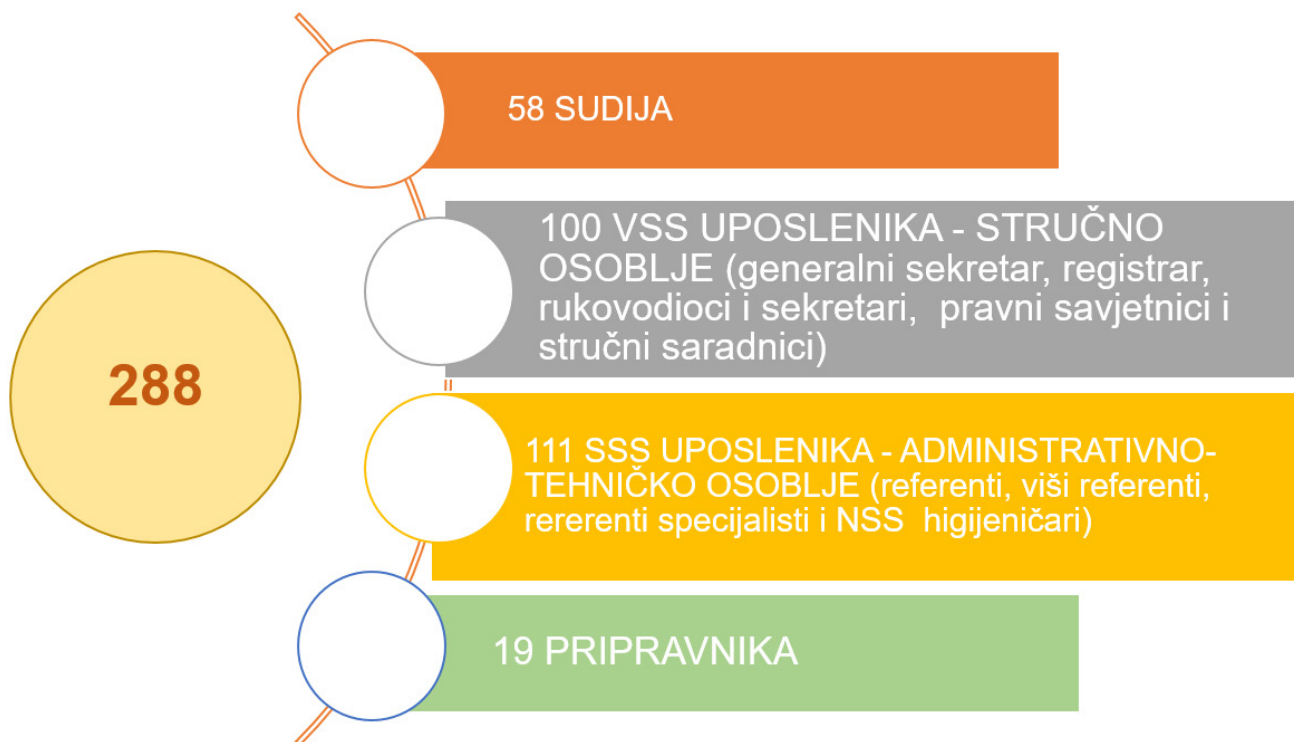 58 SUDIJA
288
100 VSS UPOSLENIKA - STRUČNO
OSOBLJE (generalni sekretar, registrar,
rukovodioci i sekretari,  pravni savjetnici i
stručni saradnici)
111 SSS UPOSLENIKA - ADMINISTRATIVNO-
TEHNIČKO OSOBLJE (referenti, viši referenti,
rererenti specijalisti i NSS  higijeničari)
19 PRIPRAVNIKA